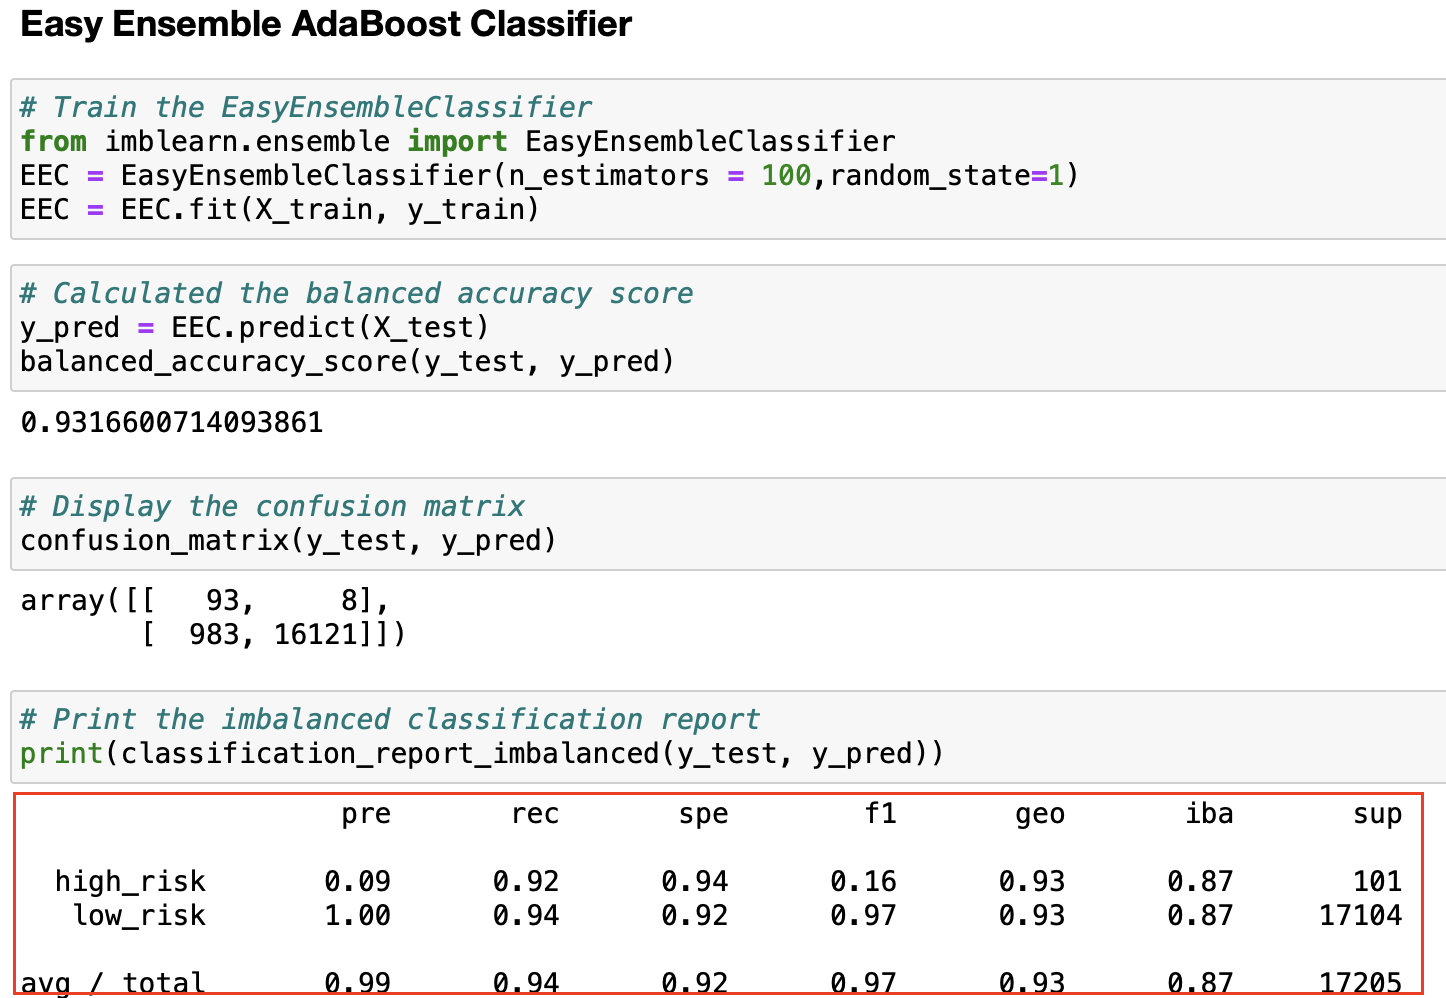 Easy Ensemble AdaBoost Classifier
# Train the EasyEnsembleClassifier
from imblearn.ensemble import EasyEnsembleClassifier
EEC = EasyEnsembleClassifier(n_estimators = 100,random_state=1)
EEC = EEC.fit(X_train, y_train)
# Calculated the balanced accuracy score
y_pred = EEC.predict(X_test)
balanced_accuracy_score(y_test, y_pred)
0.9316600714093861
# Display the confusion matrix
confusion_matrix(y_test, y_pred)
array([[   93,     8],
       [  983, 16121]])
# Print the imbalanced classification report
print(classification_report_imbalanced(y_test, y_pred))
pre rec spe f1 geo iba sup
high_risk 0.09 0.92 0.94 0.16 0.93 0.87 101
low_risk 1.00 0.94 0.92 0.97 0.93 0.87 17104
avg / total 0.99 0.94 0.92 0.97 0.93 0.87 17205